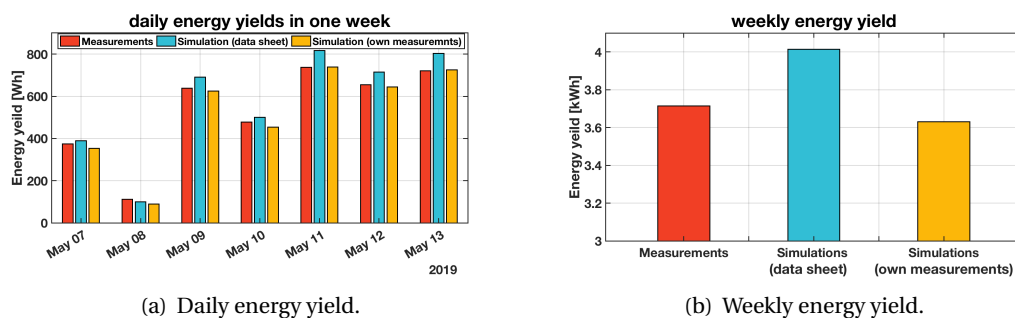 daily energy yields in one week
Measurements Simulation (data sheet) Simulation (own measuremnts)
Energy yeild [Wh]
800
600
400
200
0
May 07 May 08 May 09 May 10 May 11 May 12 May 13
2019
(a) Daily energy yield.
weekly energy yield
Energy yeild [kWh]
4
3.8
3.6
3.4
3.2
3
Measurements Simulations Simulations
(data sheet) (own measurements)
(b) Weekly energy yield.